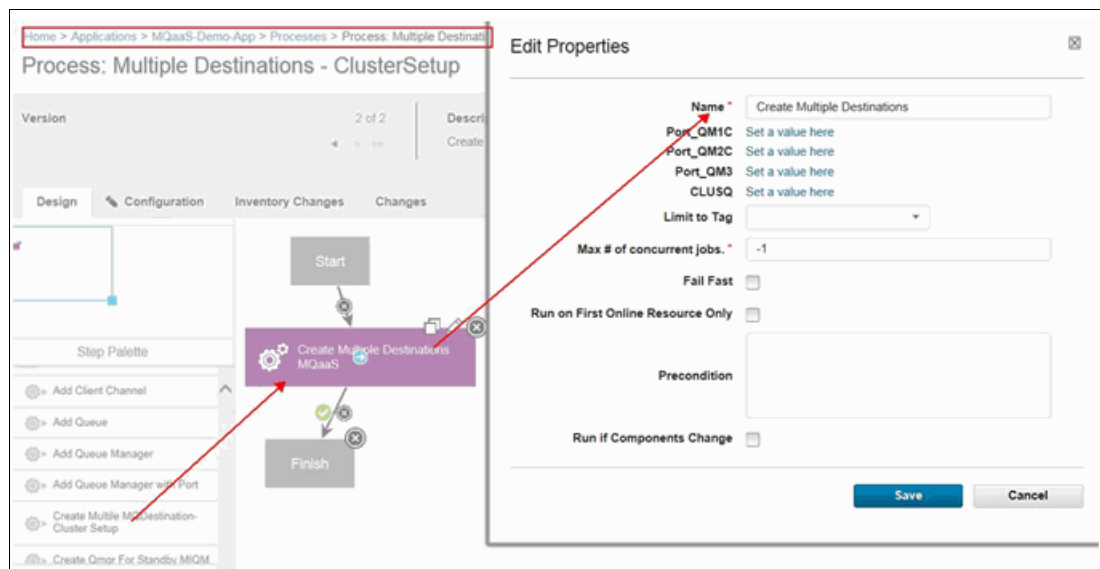 Home > Applications > MQaaS-Demo-App > Processes > Process: Multiple Destinati
Process: Multiple Destinations - ClusterSetup
Version
2 of 2
Descri
Create
Design
Configuration
Inventory Changes
Changes
Start
Create Multiple Destinations
MQaaS
Finish
Step Palette
Add Client Channel
Add Queue
Add Queue Manager
Add Queue Manager with Port
Create Multile MQDestination-
Cluster Setup
Create Qmgr For Standby MIQM
Edit Properties
Name * Create Multiple Destinations
Port_QM1C Set a value here
Port_QM2C Set a value here
Port_QM3 Set a value here
CLUSQ Set a value here
Limit to Tag
Max # of concurrent jobs. * -1
Fail Fast
Run on First Online Resource Only
Precondition
Run if Components Change
Save Cancel